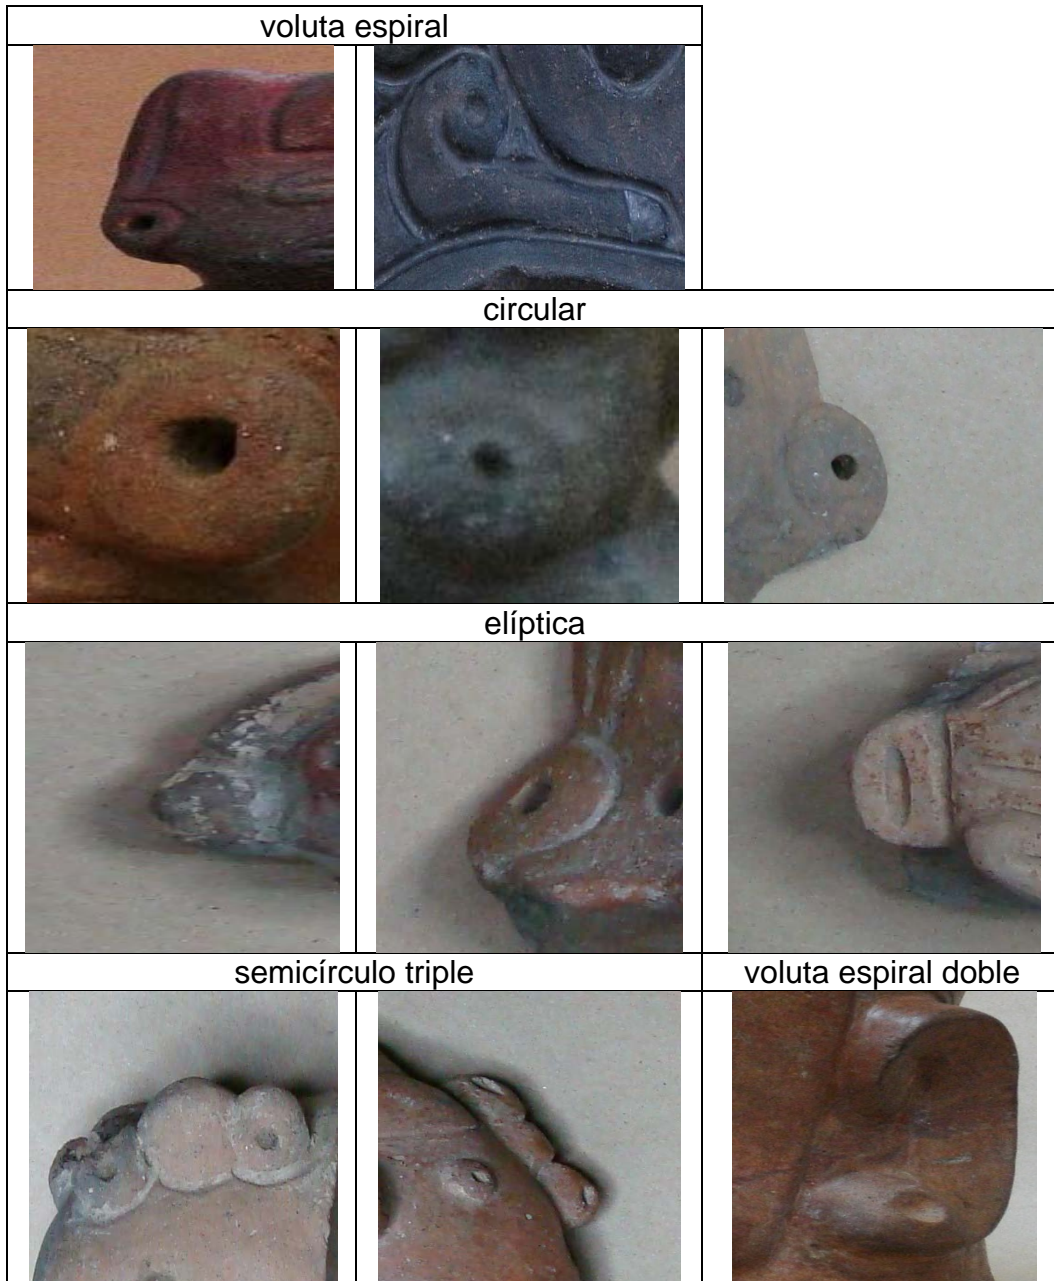 voluta espiral
circular
elíptica
semicírculo triple
voluta espiral doble